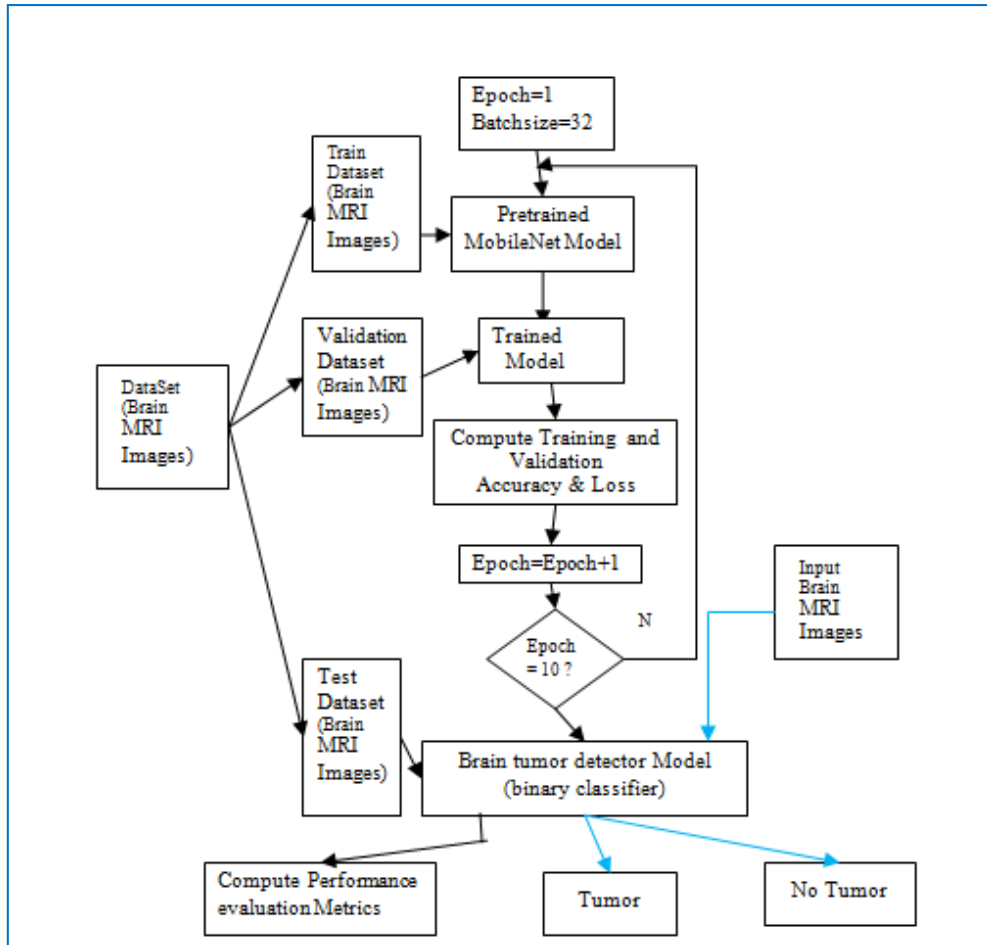 Epoch=1
Batchsize=32
Train
Dataset
(Brain
MRI
Images)
Pretrained
MobileNet Model
Validation
Dataset
(Brain MRI
Images)
Trained
Model
DataSet
(Brain
MRI
Images)
Compute Training and
Validation
Accuracy & Loss
Epoch=Epoch+1
Input
Brain
MRI
Images
N
Epoch
= 10 ?
Test
Dataset
(Brain
MRI
Images)
Brain tumor detector Model
(binary classifier)
Compute Performance
evaluation Metrics
Tumor
No Tumor